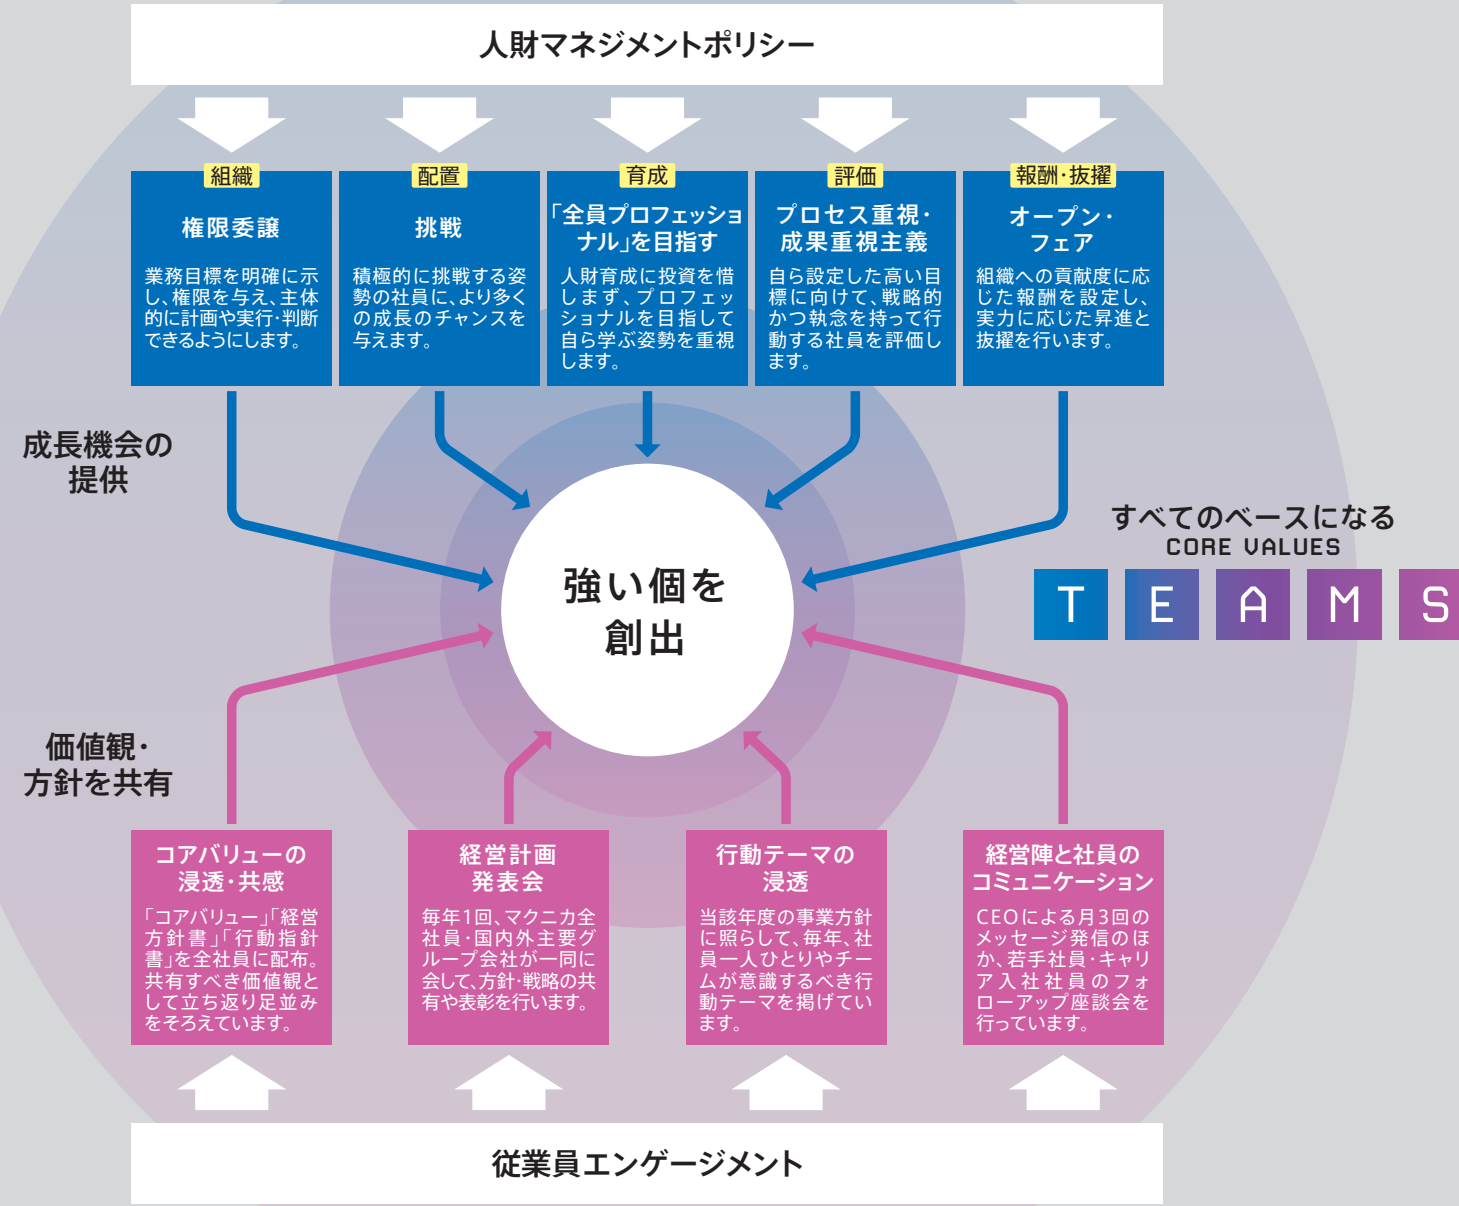 人財マネジメントポリシー
組織
権限委譲
業務目標を明確に示
し、権限を与え、主体
的に計画や実行・判断
できるようにします。
配置
挑戦
積極的に挑戦する姿
勢の社員に、より多く
の成長のチャンスを
与えます。
育成
「全員プロフェッショ
ナル」を目指す
人財育成に投資を惜
しまず、プロフェッ
ショナルを目指して
自ら学ぶ姿勢を重視
します。
評価
プロセス重視・
成果重視主義
自ら設定した高い目
標に向けて、戦略的
かつ執念を持って行
動する社員を評価し
ます。
報酬・抜擢
オープン・
フェア
組織への貢献度に応
じた報酬を設定し、
実力に応じた昇進と
抜擢を行います。
成長機会の
提供
強い個を
創出
すべてのベースになる
CORE VALUES
T E A M S
価値観・
方針を共有
コアバリューの
浸透・共感
「コアバリュー」「経営
方針書」「行動指針
書」を全社員に配布。
共有すべき価値観と
して立ち返り足並み
をそろえています。
経営計画
発表会
毎年1回、マクニカ全
社員・国内外主要グ
ループ会社が一同に
会して、方針・戦略の共
有や表彰を行います。
行動テーマの
浸透
当該年度の事業方針
に照らして、毎年、社
員一人ひとりやチー
ムが意識するべき行
動テーマを掲げてい
ます。
経営陣と社員の
コミュニケーション
CEOによる月3回の
メッセージ発信のほ
か、若手社員・キャリ
ア入社社員のフォ
ローアップ座談会を
行っています。
従業員エンゲージメント